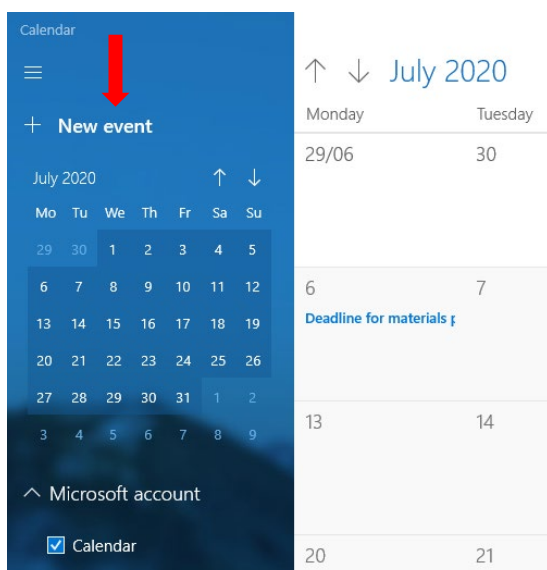 Calendar
+ New event
July 2020
Mo Tu We Th Fr Sa Su
29 30 1 2 3 4 5
6 7 8 9 10 11 12
13 14 15 16 17 18 19
20 21 22 23 24 25 26
27 28 29 30 31 1 2
3 4 5 6 7 8 9
Microsoft account
Calendar
July 2020
Monday Tuesday
29/06 30
6 7
Deadline for materials
13 14
20 21